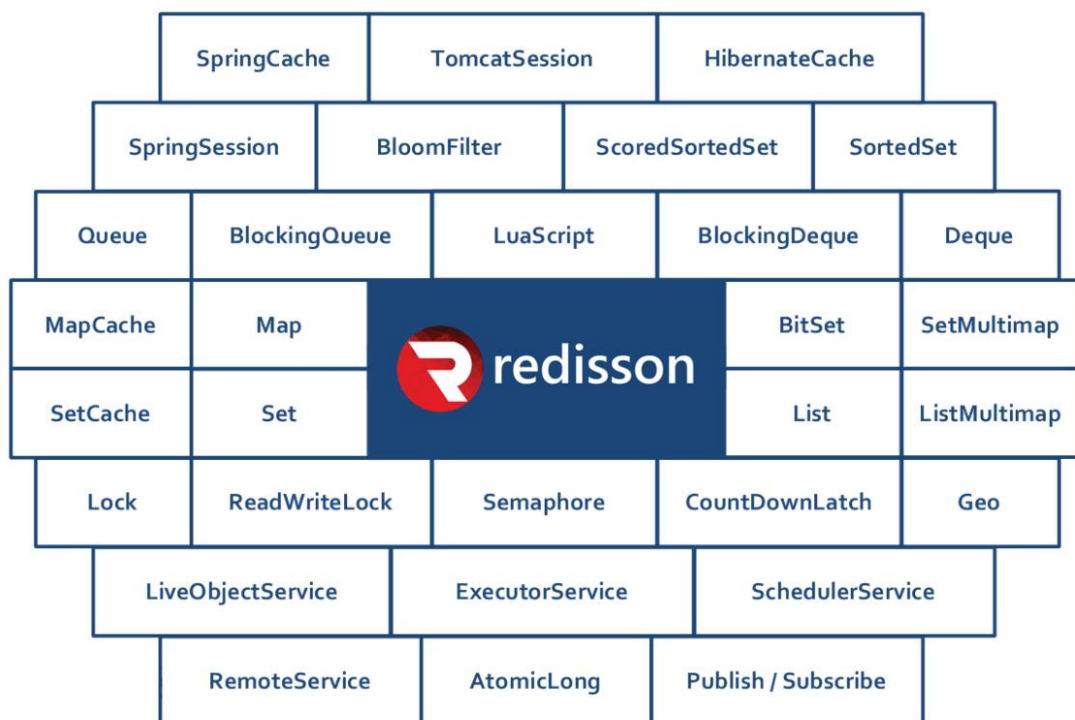 SpringCache TomcatSession HibernateCache
SpringSession BloomFilter ScoredSortedSet SortedSet
Queue BlockingQueue LuaScript BlockingDeque Deque
MapCache Map BitSet SetMultimap
redisson
SetCache Set List ListMultimap
Lock ReadWriteLock Semaphore CountDownLatch Geo
LiveObjectService ExecutorService SchedulerService
RemoteService AtomicLong Publish / Subscribe